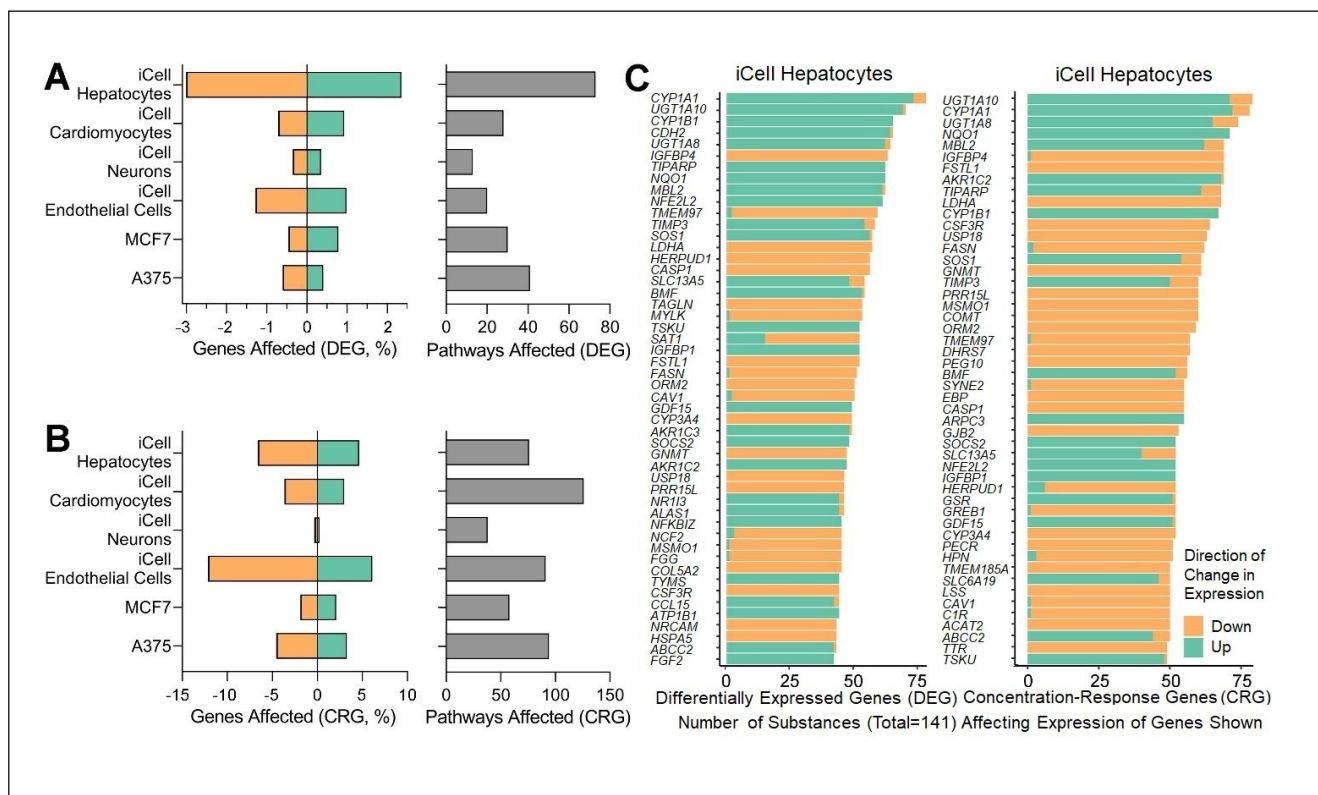 A
iCell
Hepatocytes
iCell
Cardiomyocytes
iCell
Neurons
iCell
Endothelial Cells
MCF7
A375
-3 -2 -1 0 1 2
Genes Affected (DEG, %)
0 20 40 60 80
Pathways Affected (DEG)
B
iCell
Hepatocytes
iCell
Cardiomyocytes
iCell
Neurons
iCell
Endothelial Cells
MCF7
A375
-15 -10 -5 0 5 10
Genes Affected (CRG, %)
0 50 100 150
Pathways Affected (CRG)
C
iCell Hepatocytes
CYP1A1
UGT1A10
CYP1B1
CDH2
UGT1A8
IGFBP4
TIPARP
NQO1
MBL2
NFE2L2
TMEM97
TIMP3
SOS1
LDHA
HERPUD1
CASP1
SLC13A5
BMF
TAGLN
MYLK
TSKU
SAT1
IGFBP1
FSTL1
FASN
ORM2
CAV1
GDF15
CYP3A4
AKR1C3
SOCS2
GNMT
AKR1C2
USP18
PRR15L
NR1I3
ALAS1
NFKBIZ
NCF2
MSMO1
FGG
COL5A2
TYMS
CSF3R
CCL15
ATP1B1
NRCAM
HSPA5
ABCC2
FGF2
0 25 50 75
Differentially Expressed Genes (DEG)
iCell Hepatocytes
UGT1A10
CYP1A1
UGT1A8
NQO1
MBL2
IGFBP4
FSTL1
AKR1C2
TIPARP
LDHA
CYP1B1
CSF3R
USP18
FASN
SOS1
GNMT
TIMP3
PRR15L
MSMO1
COMT
ORM2
TMEM97
DHRS7
PEG10
BMF
SYNE2
EBP
CASP1
ARPC3
GJB2
SOCS2
SLC13A5
NFE2L2
IGFBP1
HERPUD1
GSR
GREB1
GDF15
CYP3A4
PECR
HPN
TMEM185A
SLC6A19
LSS
CAV1
C1R
ACAT2
ABCC2
TTR
TSKU
0 25 50 75
Concentration-Response Genes (CRG)
Direction of
Change in
Expression
Down
Up
Number of Substances (Total=141) Affecting Expression of Genes Shown